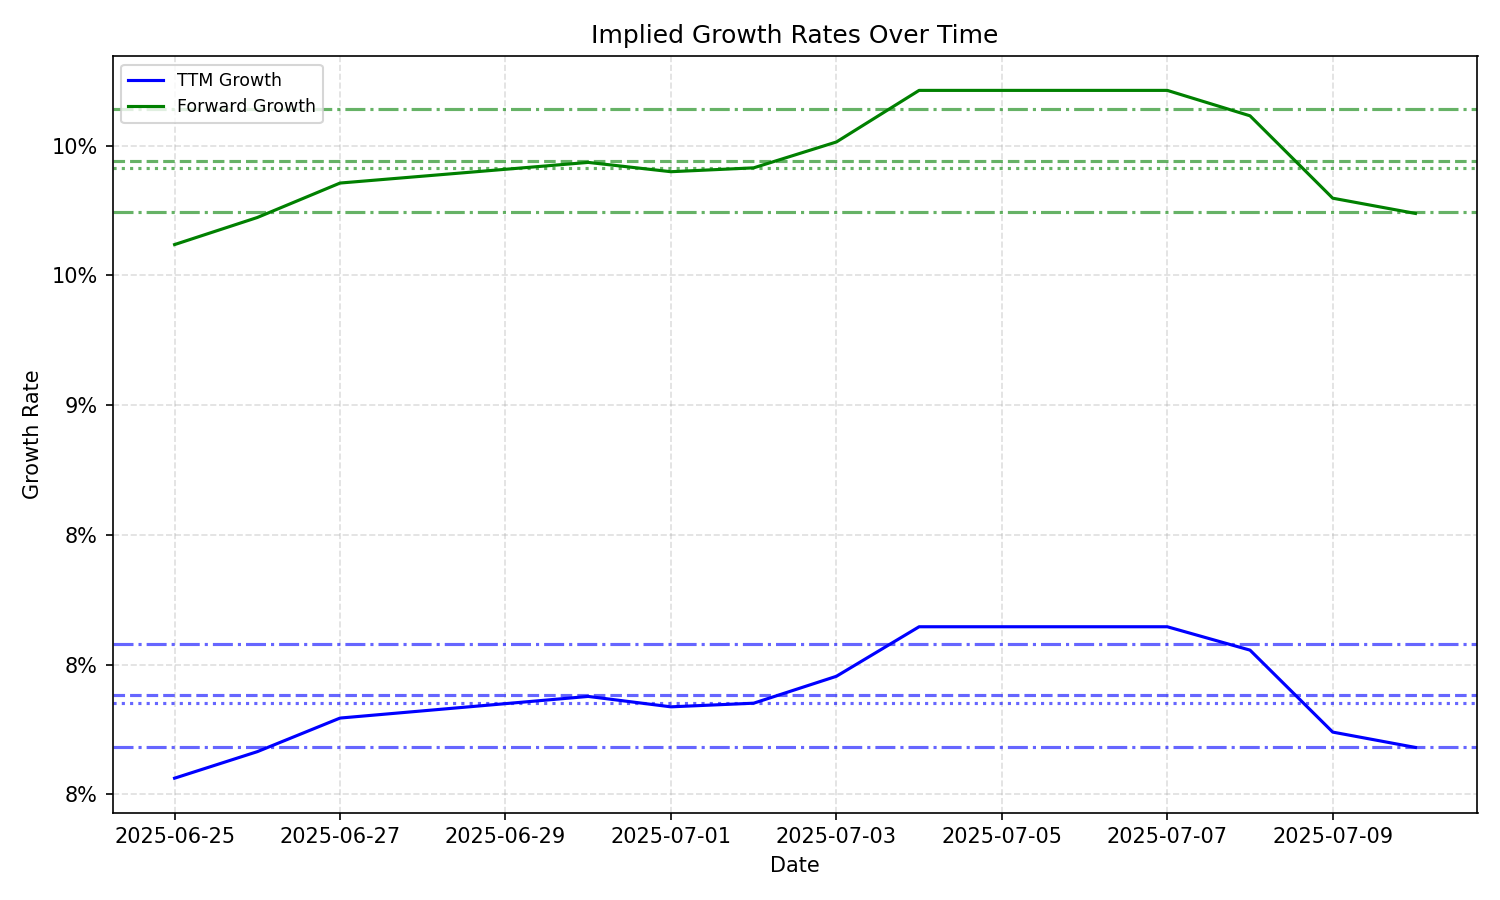 Implied Growth Rates Over Time
TTM Growth
Forward Growth
10%
10%
9%
8%
8%
8%
Growth Rate
2025-06-25
2025-06-27
2025-06-29
2025-07-01
2025-07-03
2025-07-05
2025-07-07
2025-07-09
Date